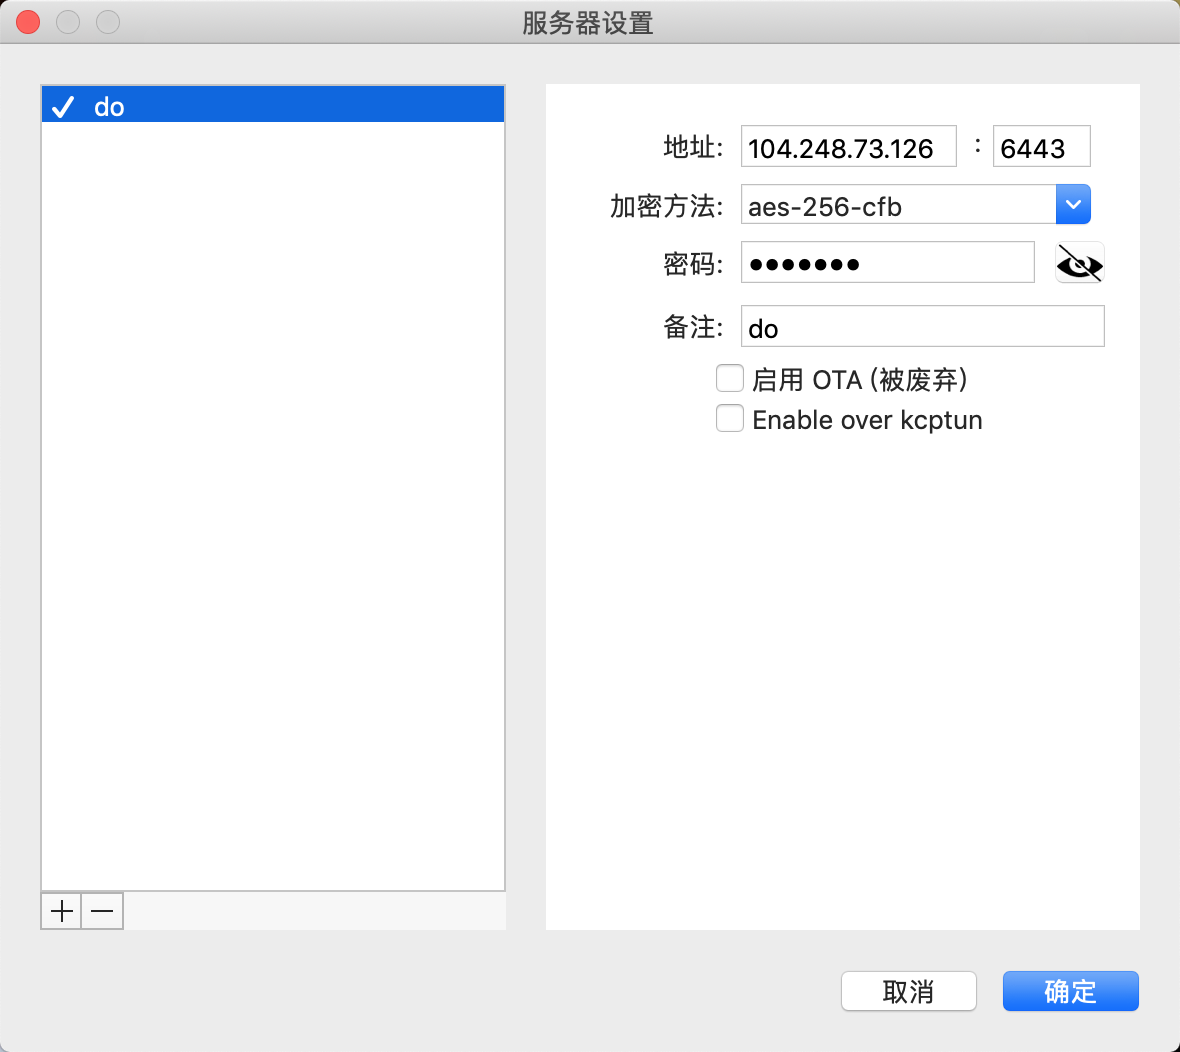 服务器设置
do
地址: 104.248.73.126 : 6443
加密方法: aes-256-cfb
密码: ●●●●●●●
备注: do
启用 OTA (被废弃)
Enable over kcptun
取消 确定